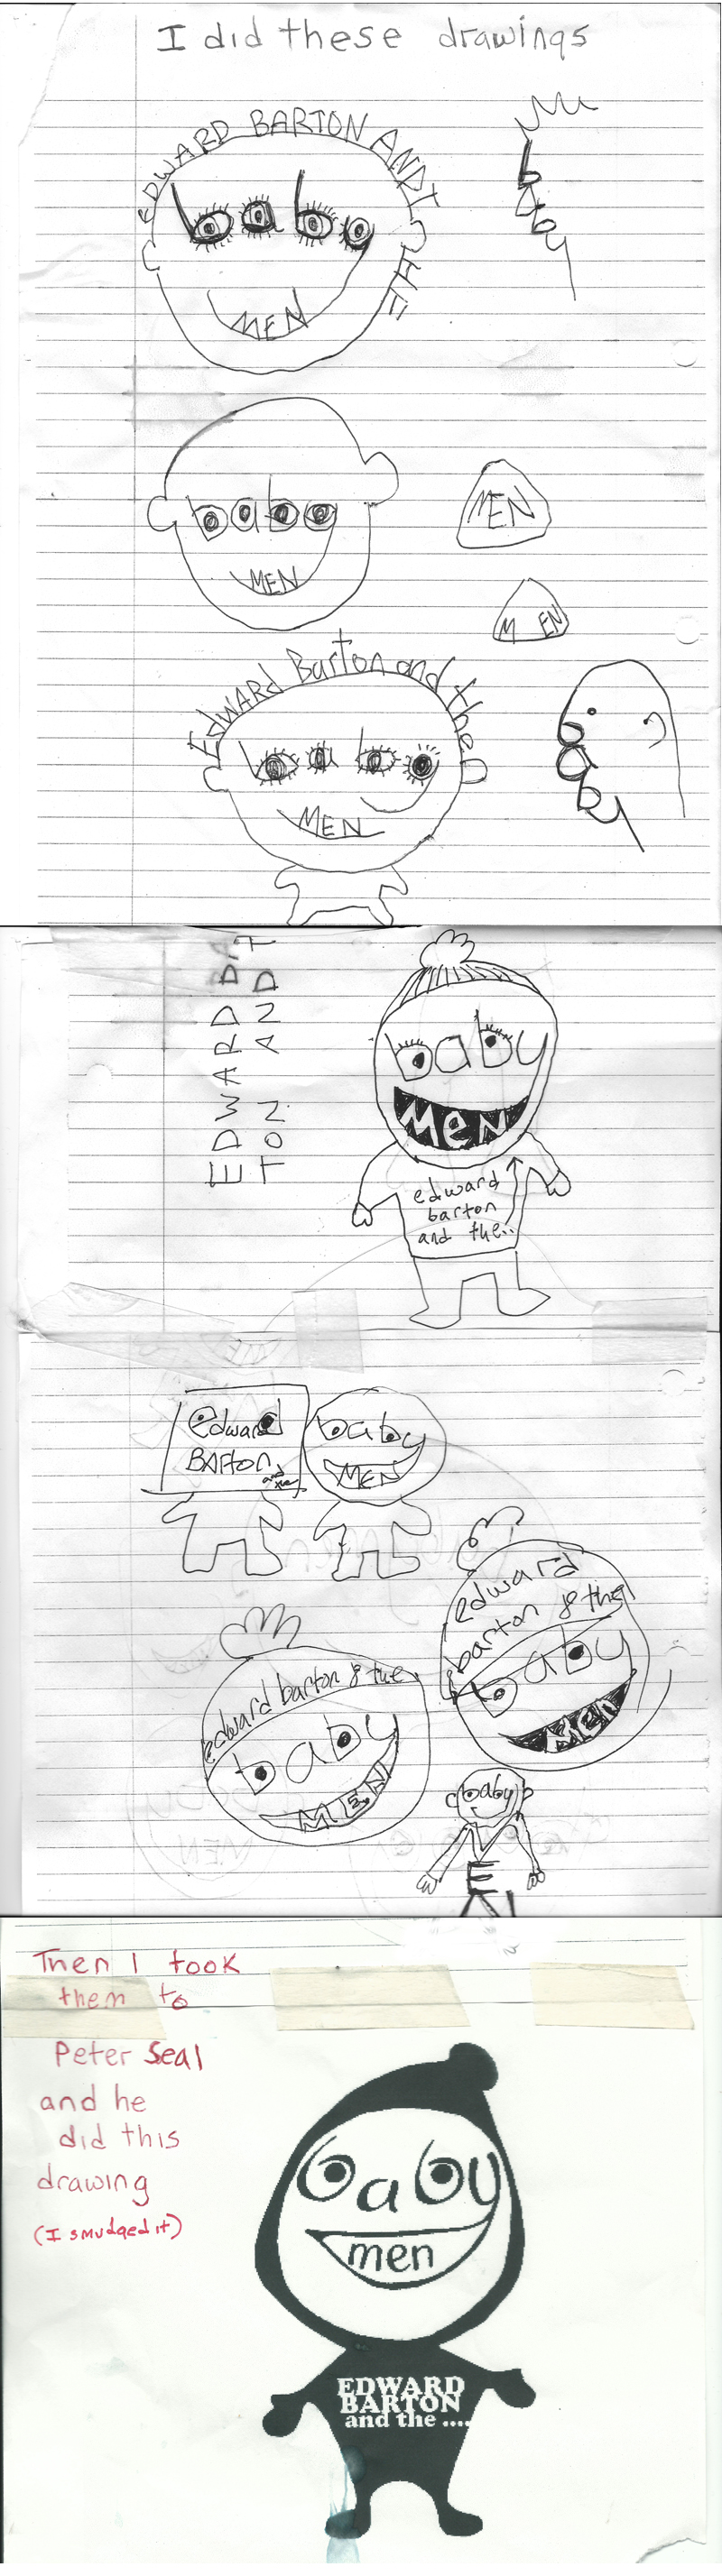 I did these drawings
EDWARD BARTON AND THE
baby
MEN
baby
baby
MEN
MEN
MEN
Edward Barton and the
baby
MEN
baby
EDWARD BA
TON AND T
baby
MEN
edward
barton
and the..
edward
BARTon
and the
baby
MEN
edward
barton & the
baby
MEN
edward barton & the
baby
MEN
baby
Then I took
them to
Peter Seal
and he
did this
drawing
(I smudged it)
baby
men
EDWARD
BARTON
and the ....